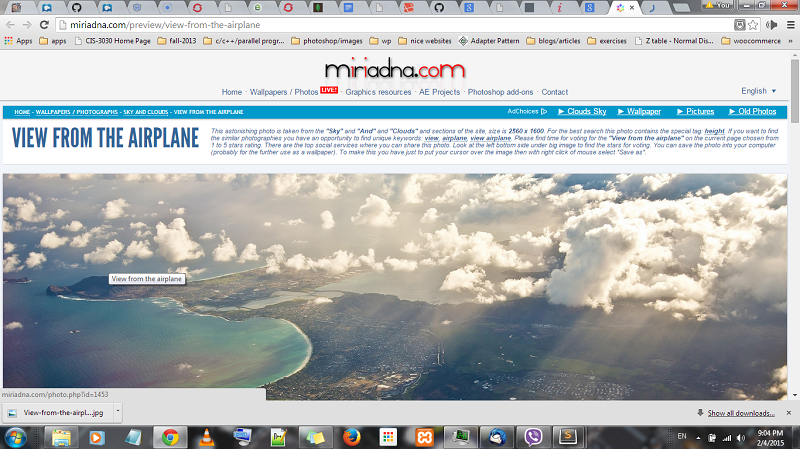 You
miriadna.com/preview/view-from-the-airplane
Apps apps CIS-3030 Home Page fall-2013 c/c++/parallel progr... photoshop/images wp nice websites Adapter Pattern blogs/articles exercises Z table - Normal Dis... woocommerce »
miriadna.com
Home · Wallpapers / Photos LIVE! · Graphics resources · AE Projects · Photoshop add-ons · Contact
English
HOME - WALLPAPERS / PHOTOGRAPHS - SKY AND CLOUDS - VIEW FROM THE AIRPLANE
AdChoices ► Clouds Sky ► Wallpaper ► Pictures ► Old Photos
VIEW FROM THE AIRPLANE
This astonishing photo is taken from the "Sky" and "And" and "Clouds" and sections of the site, size is 2560 x 1600. For the best search this photo contains the special tag: height. If you want to find
the similar photographies you have an opportunity to find unique keywords: view, airplane, view airplane. Please find time for voting for the "View from the airplane" on the current page chosen from
1 to 5 stars rating. There are the top social services where you can share this photo. Look at the left bottom side under big image to find the stars for voting. You can save the photo into your computer
(probably for the further use as a wallpaper). To make this you have just to put your cursor over the image then with right click of mouse select "Save as".
View from the airplane
miriadna.com/photo.php?id=1453
View-from-the-airpl....jpg
Show all downloads...
EN
9:04 PM
2/4/2015